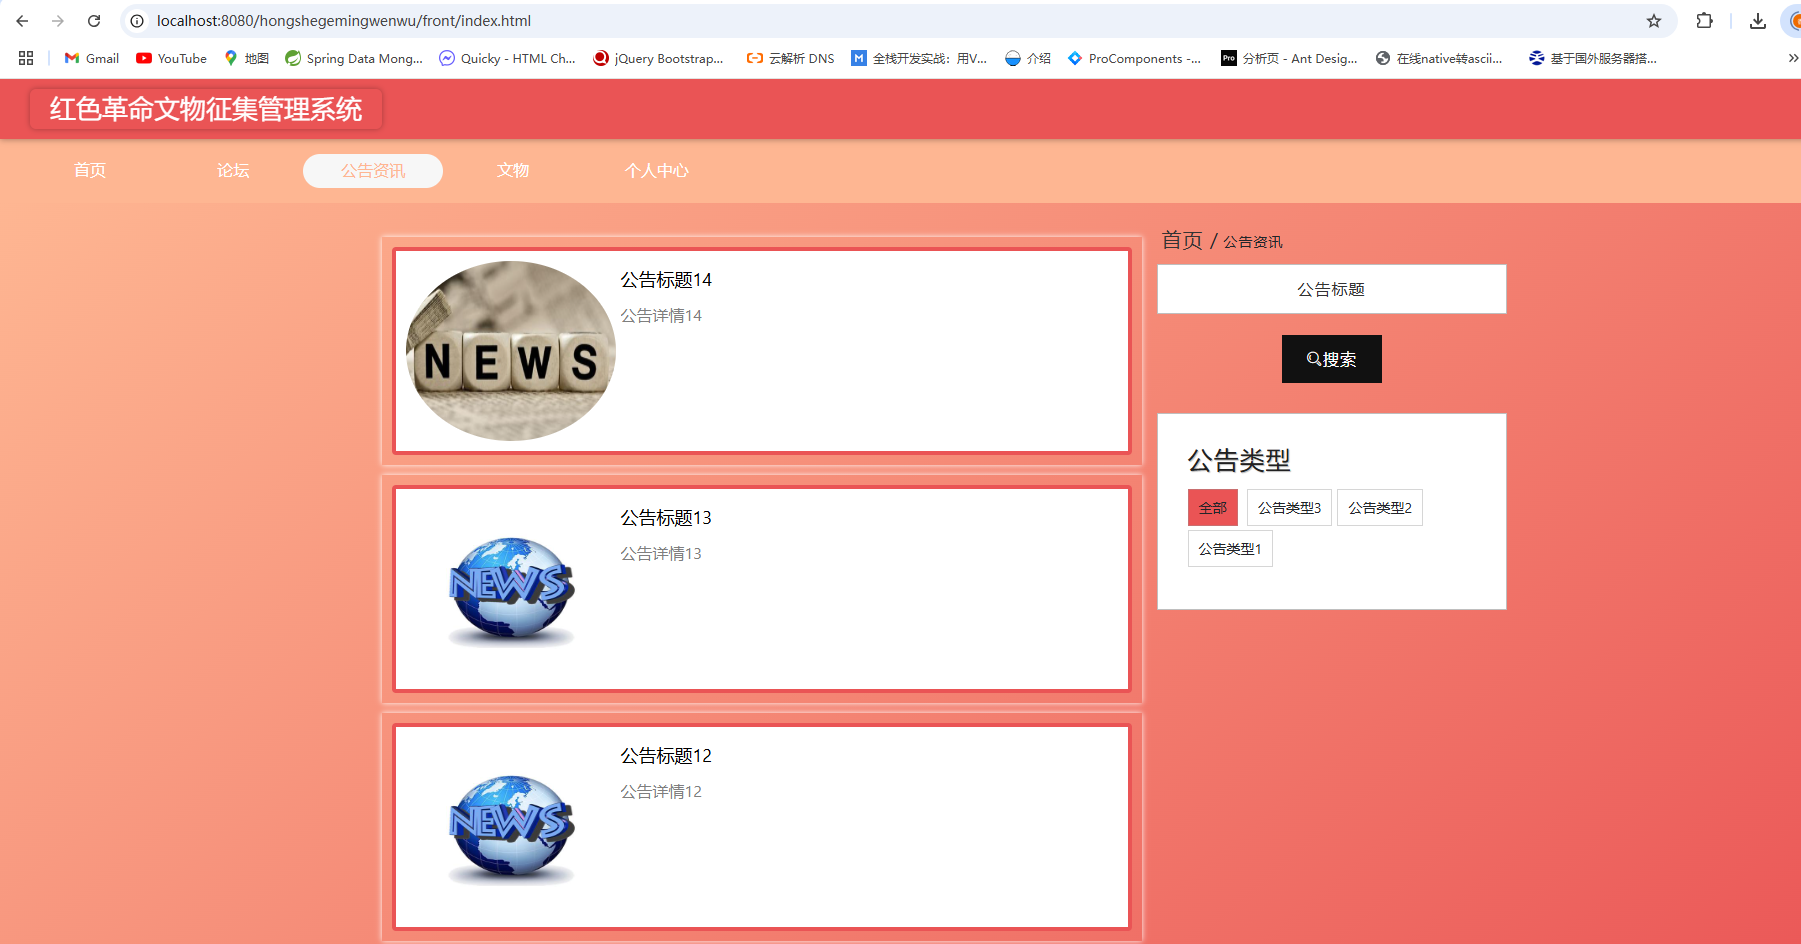 localhost:8080/hongshegemingwenwu/front/index.html
Gmail YouTube 地图 Spring Data Mong... Quicky - HTML Ch... jQuery Bootstrap... 云解析 DNS M 全栈开发实战：用V... 介绍 ProComponents -... Pro 分析页 - Ant Desig... 在线native转ascii... 基于国外服务器搭... »
红色革命文物征集管理系统
首页 论坛 公告资讯 文物 个人中心
首页 / 公告资讯
公告标题
搜索
公告类型
全部 公告类型3 公告类型2
公告类型1
NEWS
公告标题14
公告详情14
NEWS
公告标题13
公告详情13
NEWS
公告标题12
公告详情12